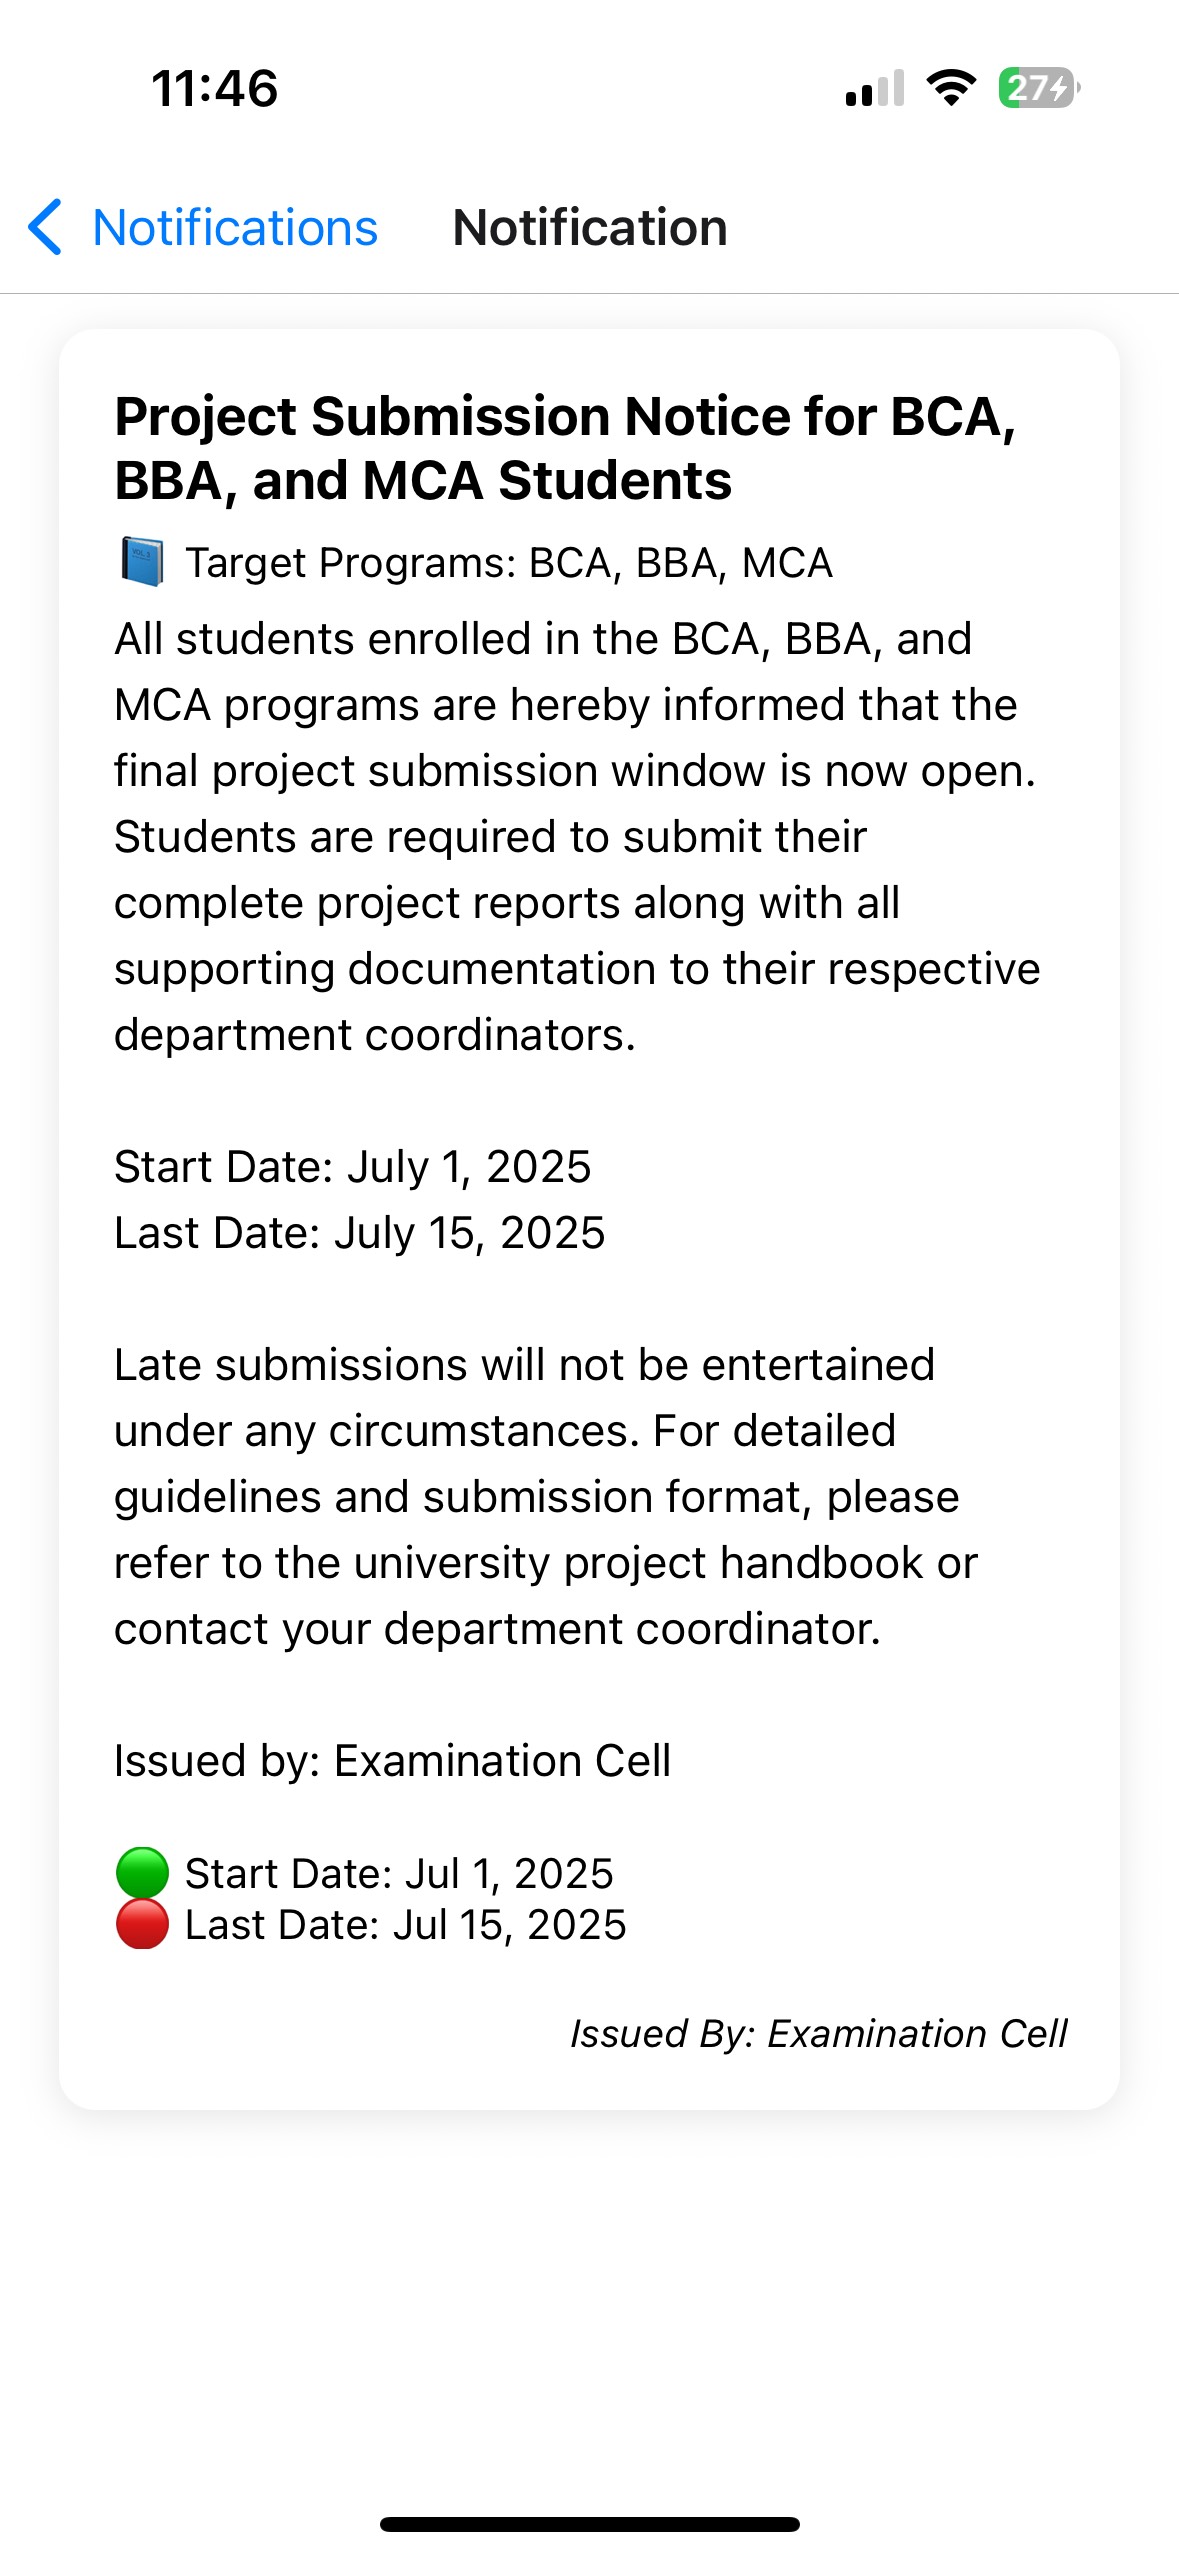 11:46
27
Notifications
Notification
Project Submission Notice for BCA,
BBA, and MCA Students
Target Programs: BCA, BBA, MCA
All students enrolled in the BCA, BBA, and
MCA programs are hereby informed that the
final project submission window is now open.
Students are required to submit their
complete project reports along with all
supporting documentation to their respective
department coordinators.
Start Date: July 1, 2025
Last Date: July 15, 2025
Late submissions will not be entertained
under any circumstances. For detailed
guidelines and submission format, please
refer to the university project handbook or
contact your department coordinator.
Issued by: Examination Cell
Start Date: Jul 1, 2025
Last Date: Jul 15, 2025
Issued By: Examination Cell